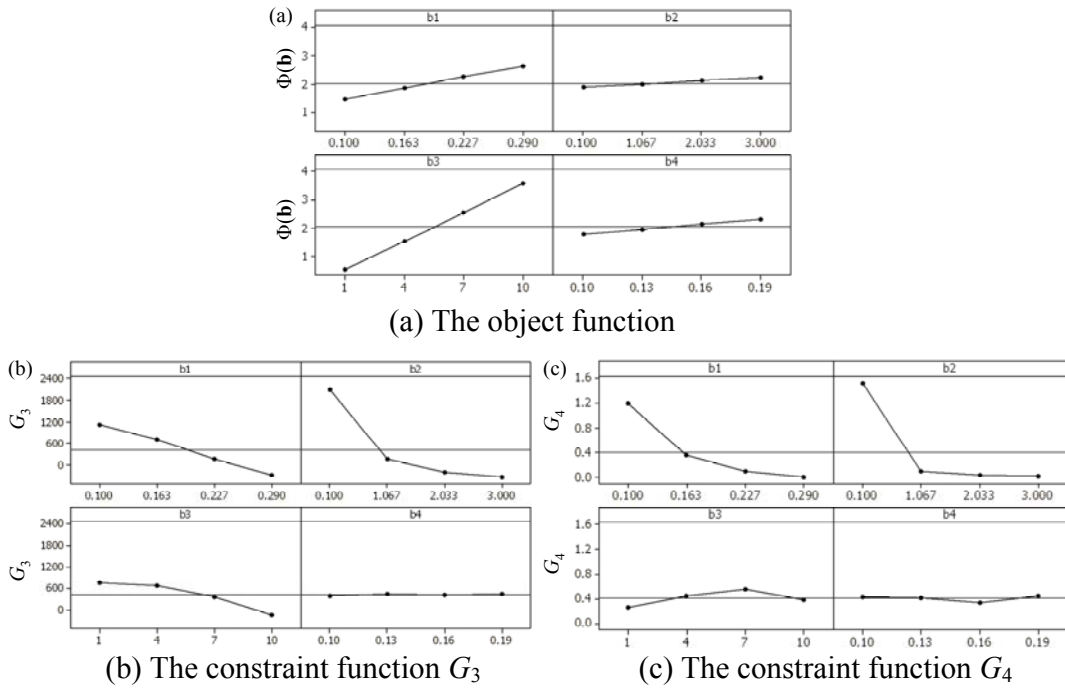 (a)
b1 b2
4
3
2
1
Φ(b)
0.100 0.163 0.227 0.290 0.100 1.067 2.033 3.000
b3 b4
4
3
2
1
Φ(b)
1 4 7 10 0.10 0.13 0.16 0.19
(a) The object function
(b)
b1 b2
2400
1800
1200
600
0
G3
0.100 0.163 0.227 0.290 0.100 1.067 2.033 3.000
b3 b4
2400
1800
1200
600
0
G3
1 4 7 10 0.10 0.13 0.16 0.19
(b) The constraint function G3
(c)
b1 b2
1.6
1.2
0.8
0.4
0.0
G4
0.100 0.163 0.227 0.290 0.100 1.067 2.033 3.000
b3 b4
1.6
1.2
0.8
0.4
0.0
G4
1 4 7 10 0.10 0.13 0.16 0.19
(c) The constraint function G4